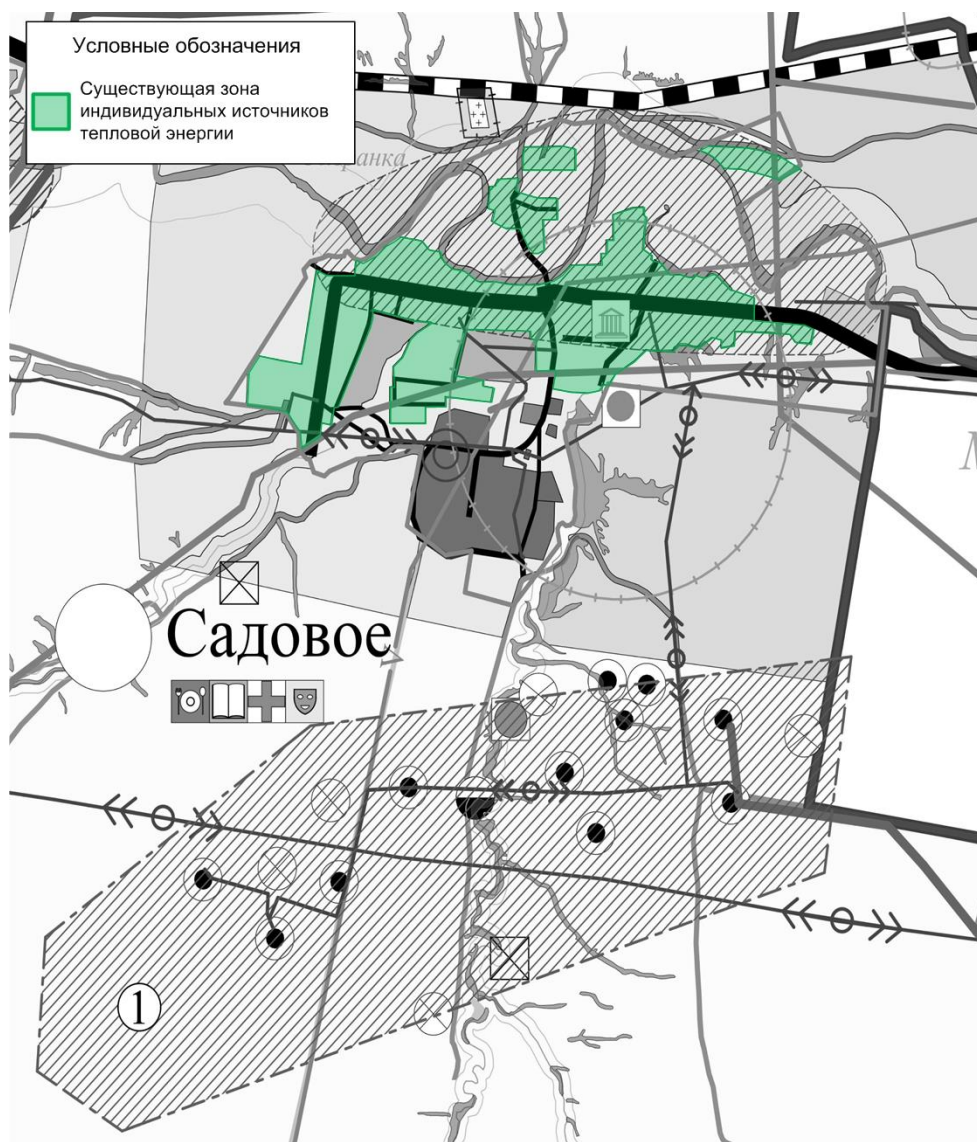 Условные обозначения
Существующая зона
индивидуальных источников
тепловой энергии
Садовое
1